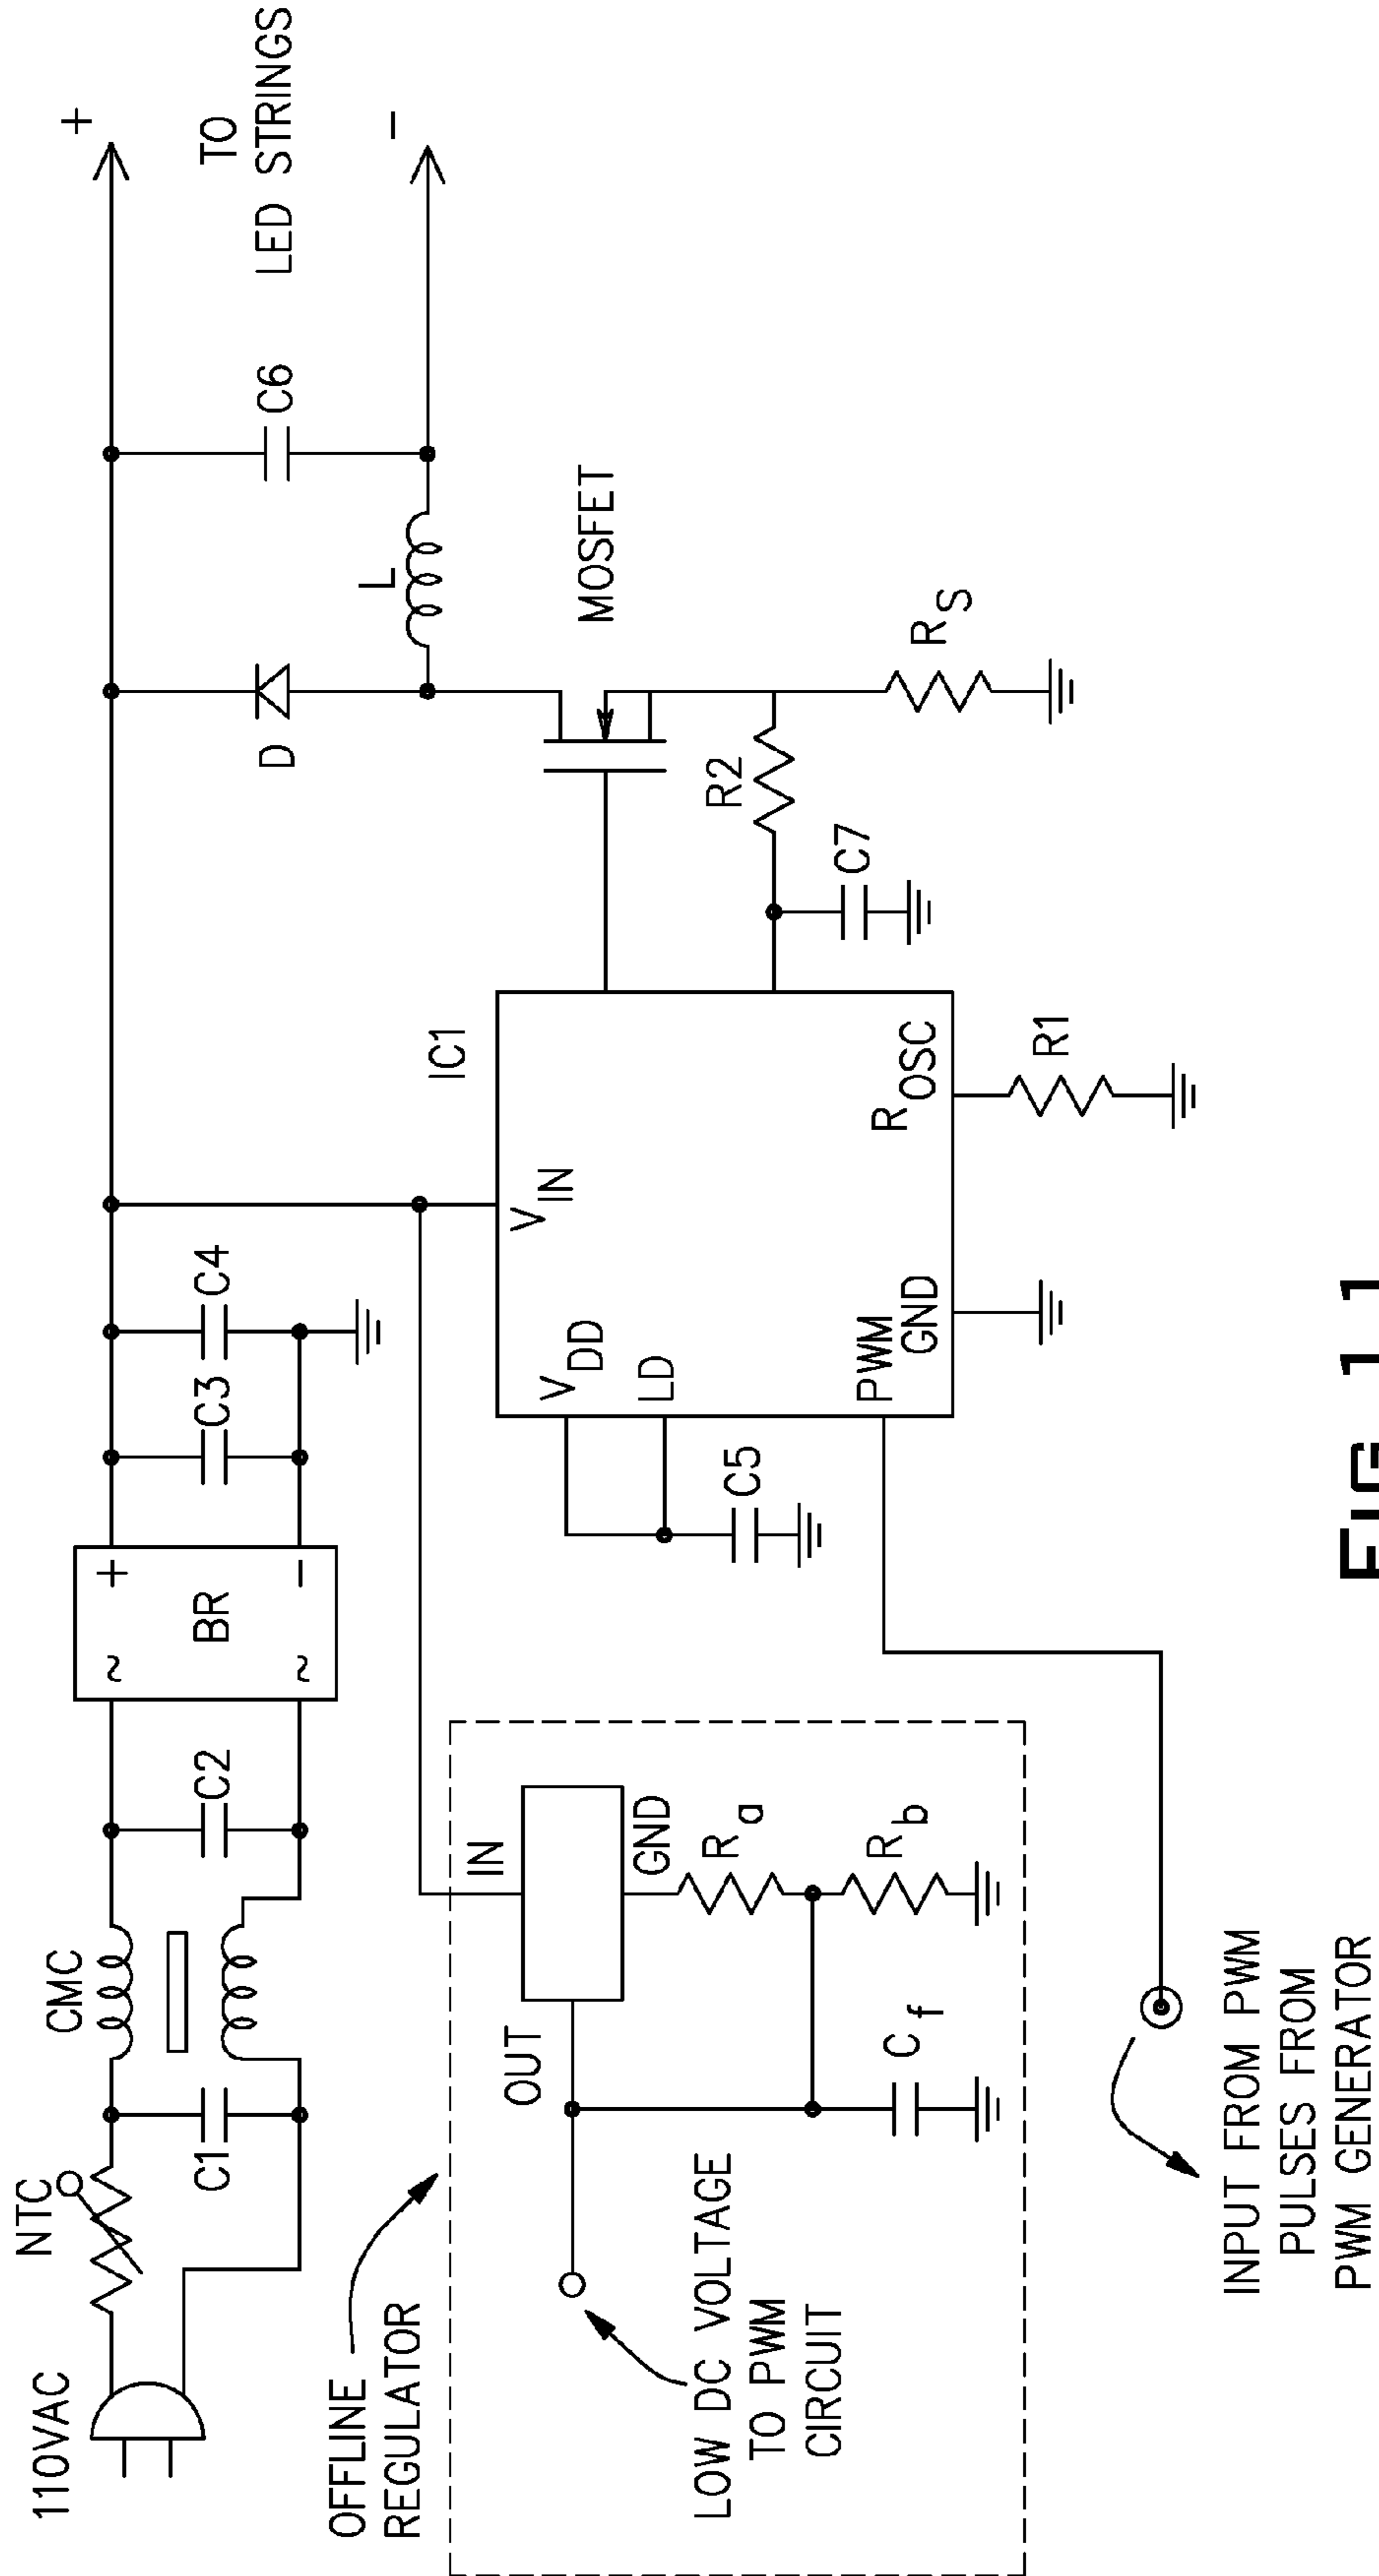 110VAC
NTC
C1
CMC
C2
~
~
BR
+
-
C3
C4
+
TO
LED STRINGS
-
C6
L
D
MOSFET
R2
RS
C7
IC1
VIN
VDD
LD
PWM
GND
ROSC
R1
C5
OFFLINE
REGULATOR
IN
OUT
GND
Ra
Rb
Cf
LOW DC VOLTAGE
TO PWM
CIRCUIT
INPUT FROM PWM
PULSES FROM
PWM GENERATOR
FIG. 11